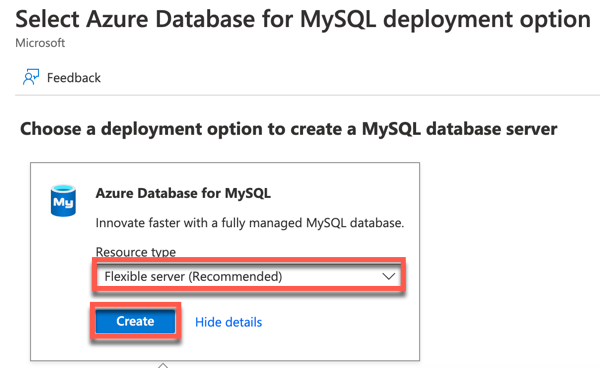 Select Azure Database for MySQL deployment option
Microsoft
Feedback
Choose a deployment option to create a MySQL database server
My
Azure Database for MySQL
Innovate faster with a fully managed MySQL database.
Resource type
Flexible server (Recommended)
Create Hide details